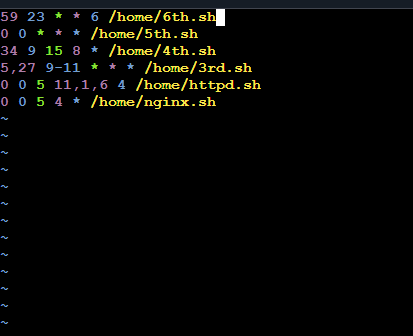 59 23 * * 6 /home/6th.sh
0 0 * * * /home/5th.sh
34 9 15 8 * /home/4th.sh
5,27 9-11 * * * /home/3rd.sh
0 0 5 11,1,6 4 /home/httpd.sh
0 0 5 4 * /home/nginx.sh
~
~
~
~
~
~
~
~
~
~
~
~
~